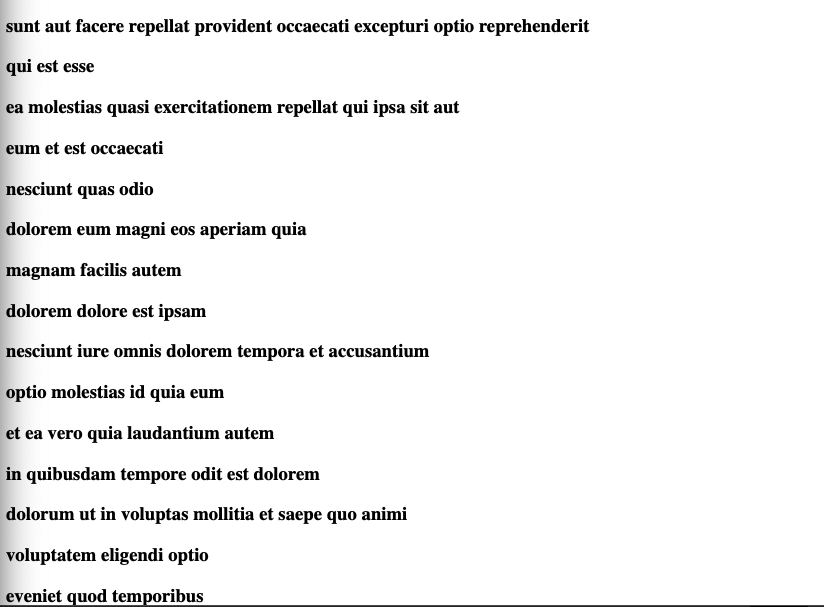 sunt aut facere repellat provident occaecati excepturi optio reprehenderit
qui est esse
ea molestias quasi exercitationem repellat qui ipsa sit aut
eum et est occaecati
nesciunt quas odio
dolorem eum magni eos aperiam quia
magnam facilis autem
dolorem dolore est ipsam
nesciunt iure omnis dolorem tempora et accusantium
optio molestias id quia eum
et ea vero quia laudantium autem
in quibusdam tempore odit est dolorem
dolorum ut in voluptas mollitia et saepe quo animi
voluptatem eligendi optio
eveniet quod temporibus